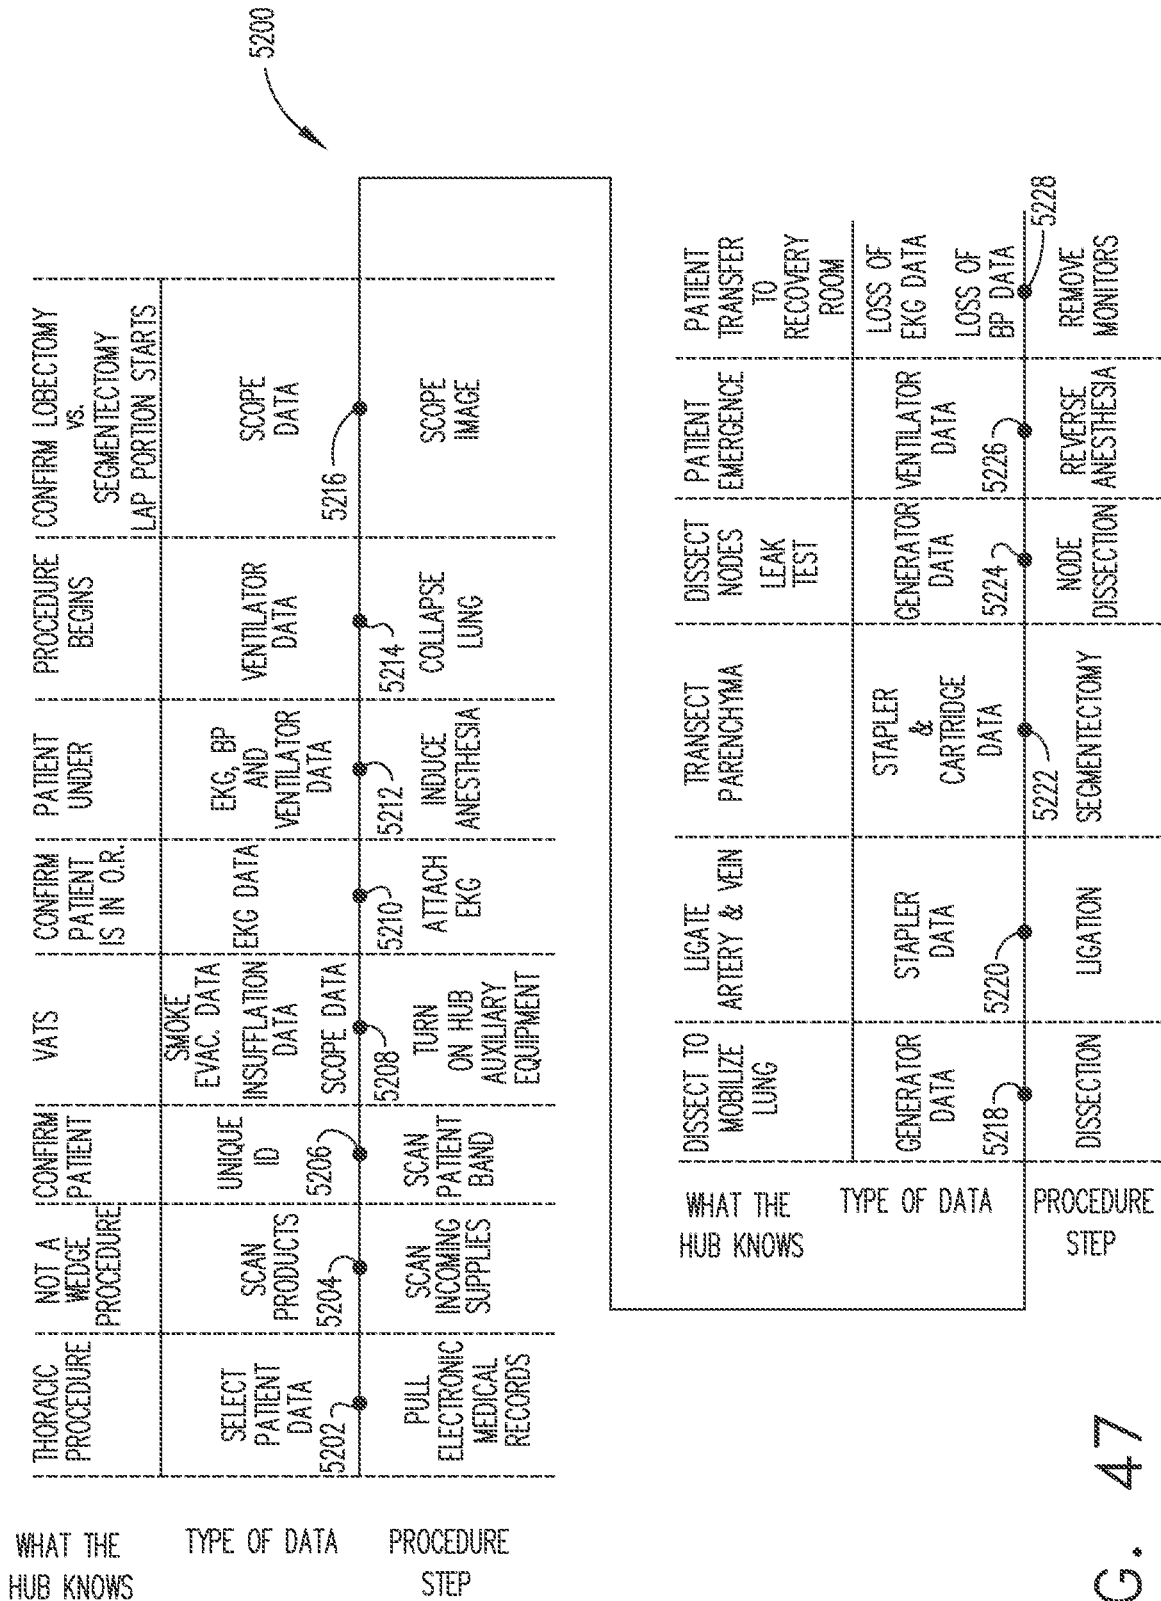 5200
WHAT THE
HUB KNOWS
THORACIC
PROCEDURE
NOT A
WEDGE
PROCEDURE
CONFIRM
PATIENT
VATS
CONFIRM
PATIENT
IS IN O.R.
PATIENT
UNDER
PROCEDURE
BEGINS
CONFIRM LOBECTOMY
vs.
SEGMENTECTOMY
LAP PORTION STARTS
TYPE OF DATA
SELECT
PATIENT
DATA
SCAN
PRODUCTS
UNIQUE
ID
SMOKE
EVAC. DATA
INSUFFLATION
DATA
SCOPE DATA
EKG DATA
EKG, BP
AND
VENTILATOR
DATA
VENTILATOR
DATA
SCOPE
DATA
5202
5204
5206
5208
5210
5212
5214
5216
PROCEDURE
STEP
PULL
ELECTRONIC
MEDICAL
RECORDS
SCAN
INCOMING
SUPPLIES
SCAN
PATIENT
BAND
TURN
ON HUB
AUXILIARY
EQUIPMENT
ATTACH
EKG
INDUCE
ANESTHESIA
COLLAPSE
LUNG
SCOPE
IMAGE
WHAT THE
HUB KNOWS
DISSECT TO
MOBILIZE
LUNG
LIGATE
ARTERY & VEIN
TRANSECT
PARENCHYMA
DISSECT
NODES
LEAK
TEST
PATIENT
EMERGENCE
PATIENT
TRANSFER
TO
RECOVERY
ROOM
TYPE OF DATA
GENERATOR
DATA
STAPLER
DATA
STAPLER
&
CARTRIDGE
DATA
GENERATOR
DATA
VENTILATOR
DATA
LOSS OF
EKG DATA
LOSS OF
BP DATA
5218
5220
5222
5224
5226
5228
PROCEDURE
STEP
DISSECTION
LIGATION
SEGMENTECTOMY
NODE
DISSECTION
REVERSE
ANESTHESIA
REMOVE
MONITORS
G. 47